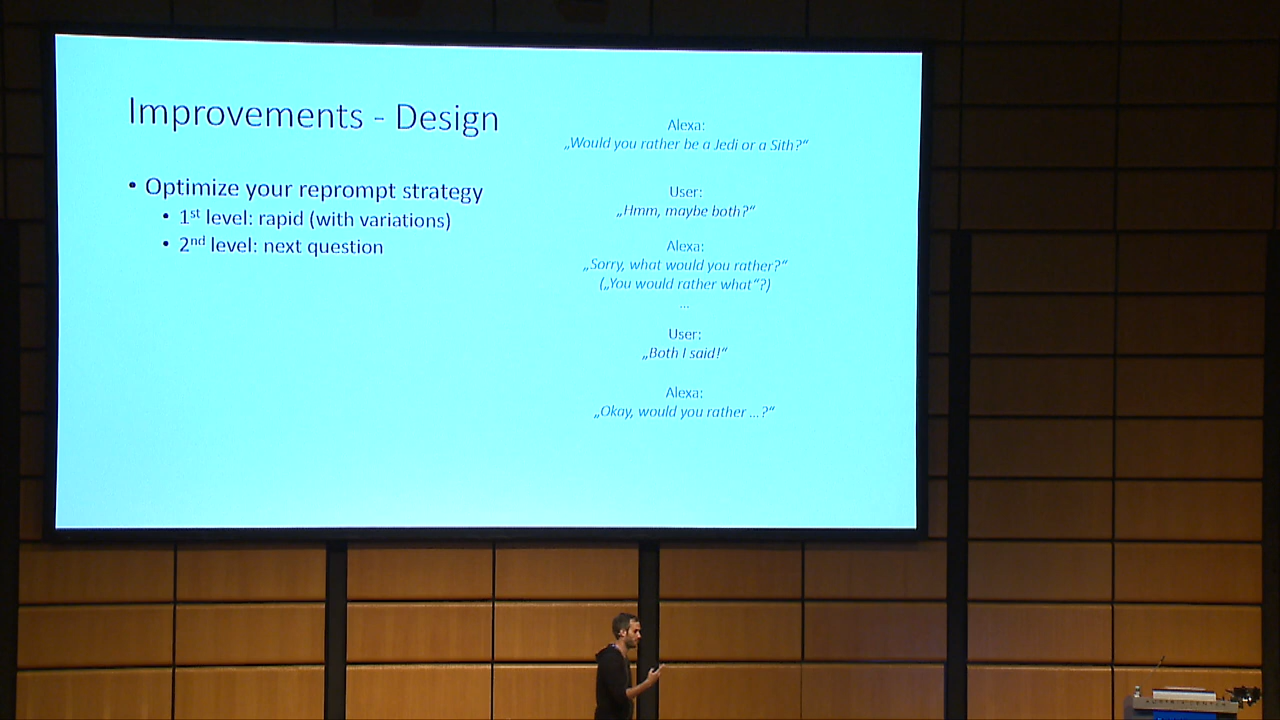 Improvements - Design
• Optimize your reprompt strategy
• 1st level: rapid (with variations)
• 2nd level: next question
Alexa:
„Would you rather be a Jedi or a Sith?“
User:
„Hmm, maybe both?“
Alexa:
„Sorry, what would you rather?“
(„You would rather what“?)
...
User:
„Both I said!“
Alexa:
„Okay, would you rather ...?“